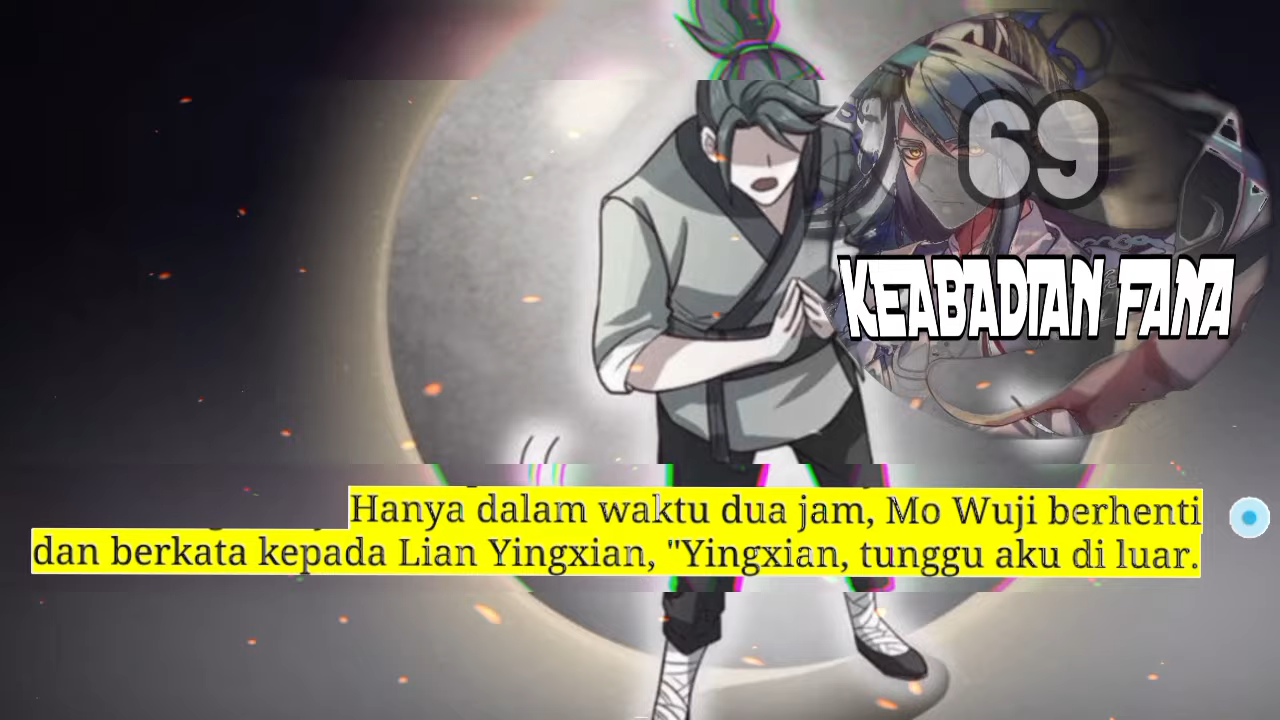 69
KEABADIAN FANA
Hanya dalam waktu dua jam, Mo Wuji berhenti
dan berkata kepada Lian Yingxian, "Yingxian, tunggu aku di luar.